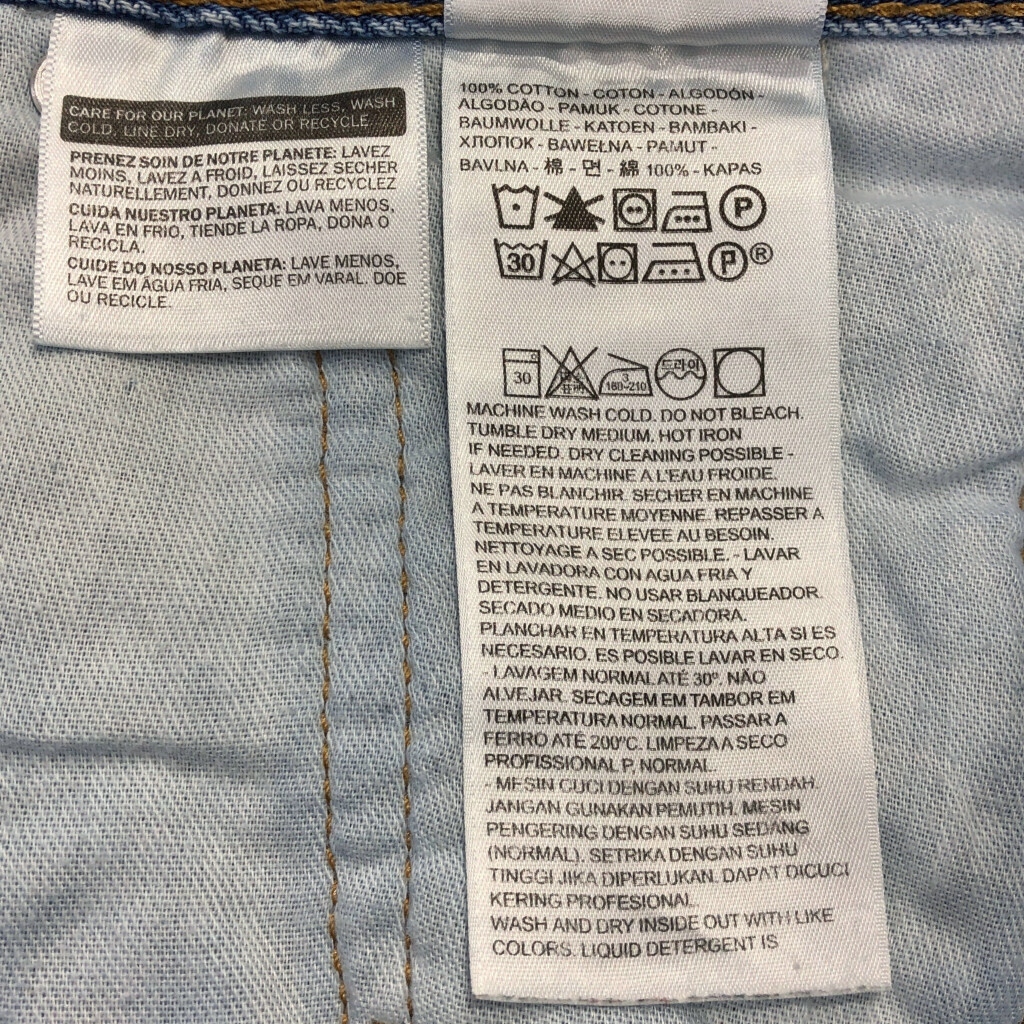 CARE FOR OUR PLANET: WASH LESS, WASH
COLD, LINE DRY, DONATE OR RECYCLE.
PRENEZ SOIN DE NOTRE PLANETE: LAVEZ
MOINS, LAVEZ A FROID, LAISSEZ SECHER
NATURELLEMENT, DONNEZ OU RECYCLEZ
CUIDA NUESTRO PLANETA: LAVA MENOS,
LAVA EN FRIO, TIENDE LA ROPA, DONA O
RECICLA.
CUIDE DO NOSSO PLANETA: LAVE MENOS,
LAVE EM ÁGUA FRIA, SEQUE EM VARAL. DOE
OU RECICLE.
100% COTTON - COTON - ALGODÓN -
ALGODÃO - PAMUK - COTONE -
BAUMWOLLE - KATOEN - BAMBAKI -
ХЛОПОК - BAWEŁNA - PAMUT -
BAVLNA - 棉 - 면 - 綿 100% - KAPAS
P
30 P®
30 3 180~210 드라이
MACHINE WASH COLD. DO NOT BLEACH.
TUMBLE DRY MEDIUM. HOT IRON
IF NEEDED. DRY CLEANING POSSIBLE -
LAVER EN MACHINE A L'EAU FROIDE.
NE PAS BLANCHIR. SECHER EN MACHINE
A TEMPERATURE MOYENNE. REPASSER A
TEMPERATURE ELEVEE AU BESOIN.
NETTOYAGE A SEC POSSIBLE. - LAVAR
EN LAVADORA CON AGUA FRIA Y
DETERGENTE. NO USAR BLANQUEADOR.
SECADO MEDIO EN SECADORA.
PLANCHAR EN TEMPERATURA ALTA SI ES
NECESARIO. ES POSIBLE LAVAR EN SECO.
- LAVAGEM NORMAL ATÉ 30º. NÃO
ALVEJAR. SECAGEM EM TAMBOR EM
TEMPERATURA NORMAL. PASSAR A
FERRO ATÉ 200ºC. LIMPEZA A SECO
PROFISSIONAL P, NORMAL.
- MESIN CUCI DENGAN SUHU RENDAH.
JANGAN GUNAKAN PEMUTIH. MESIN
PENGERING DENGAN SUHU SEDANG
(NORMAL). SETRIKA DENGAN SUHU
TINGGI JIKA DIPERLUKAN. DAPAT DICUCI
KERING PROFESIONAL.
WASH AND DRY INSIDE OUT WITH LIKE
COLORS. LIQUID DETERGENT IS